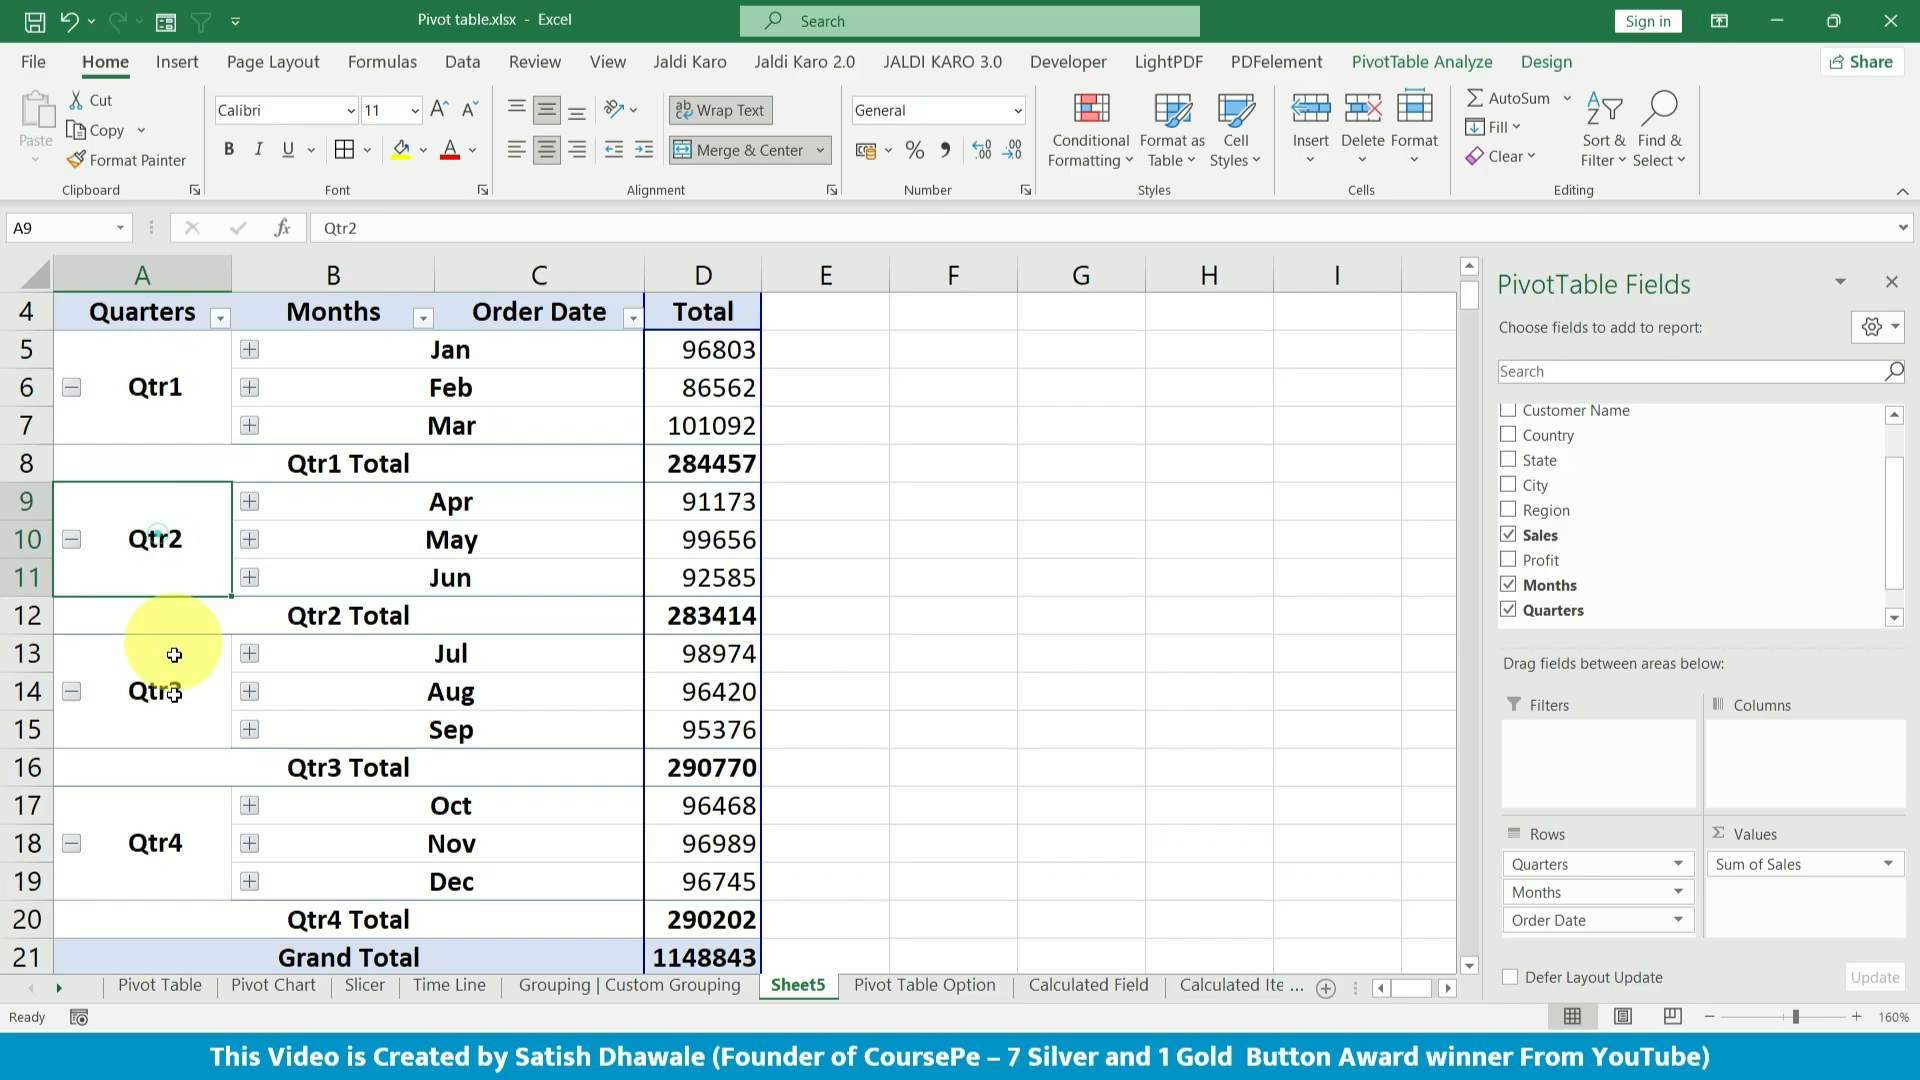 Pivot table.xlsx - Excel
Search
Sign in
File Home Insert Page Layout Formulas Data Review View Jaldi Karo Jaldi Karo 2.0 JALDI KARO 3.0 Developer LightPDF PDFelement PivotTable Analyze Design Share
Paste
Cut
Copy
Format Painter
Clipboard
Calibri 11
B I U
Font
Wrap Text
Merge & Center
Alignment
General
Number
Conditional Formatting
Format as Table
Cell Styles
Styles
Insert
Delete
Format
Cells
AutoSum
Fill
Clear
Sort & Filter
Find & Select
Editing
A9 fx Qtr2
A B C D E F G H I
4 Quarters Months Order Date Total
5 Jan 96803
6 Qtr1 Feb 86562
7 Mar 101092
8 Qtr1 Total 284457
9 Apr 91173
10 Qtr2 May 99656
11 Jun 92585
12 Qtr2 Total 283414
13 Jul 98974
14 Qtr3 Aug 96420
15 Sep 95376
16 Qtr3 Total 290770
17 Oct 96468
18 Qtr4 Nov 96989
19 Dec 96745
20 Qtr4 Total 290202
21 Grand Total 1148843
PivotTable Fields
Choose fields to add to report:
Search
Customer Name
Country
State
City
Region
Sales
Profit
Months
Quarters
Drag fields between areas below:
Filters Columns
Rows Σ Values
Quarters Sum of Sales
Months
Order Date
Defer Layout Update Update
Pivot Table Pivot Chart Slicer Time Line Grouping | Custom Grouping Sheet5 Pivot Table Option Calculated Field Calculated Ite ...
Ready 160%
This Video is Created by Satish Dhawale (Founder of CoursePe – 7 Silver and 1 Gold Button Award winner From YouTube)